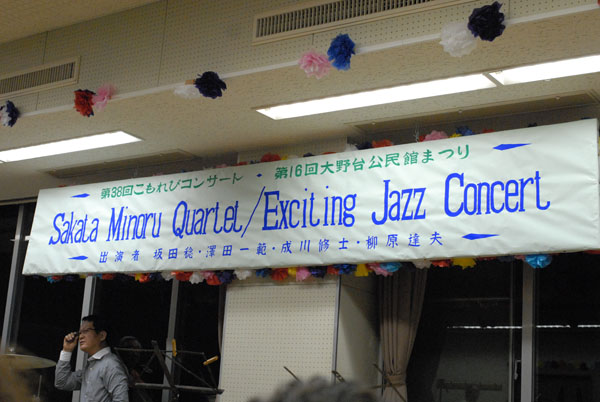 第38回こもれびコンサート 第16回大野台公民館まつり
Sakata Minoru Quartet/Exciting Jazz Concert
出演者 坂田稔・澤田一範・成川修士・柳原達夫